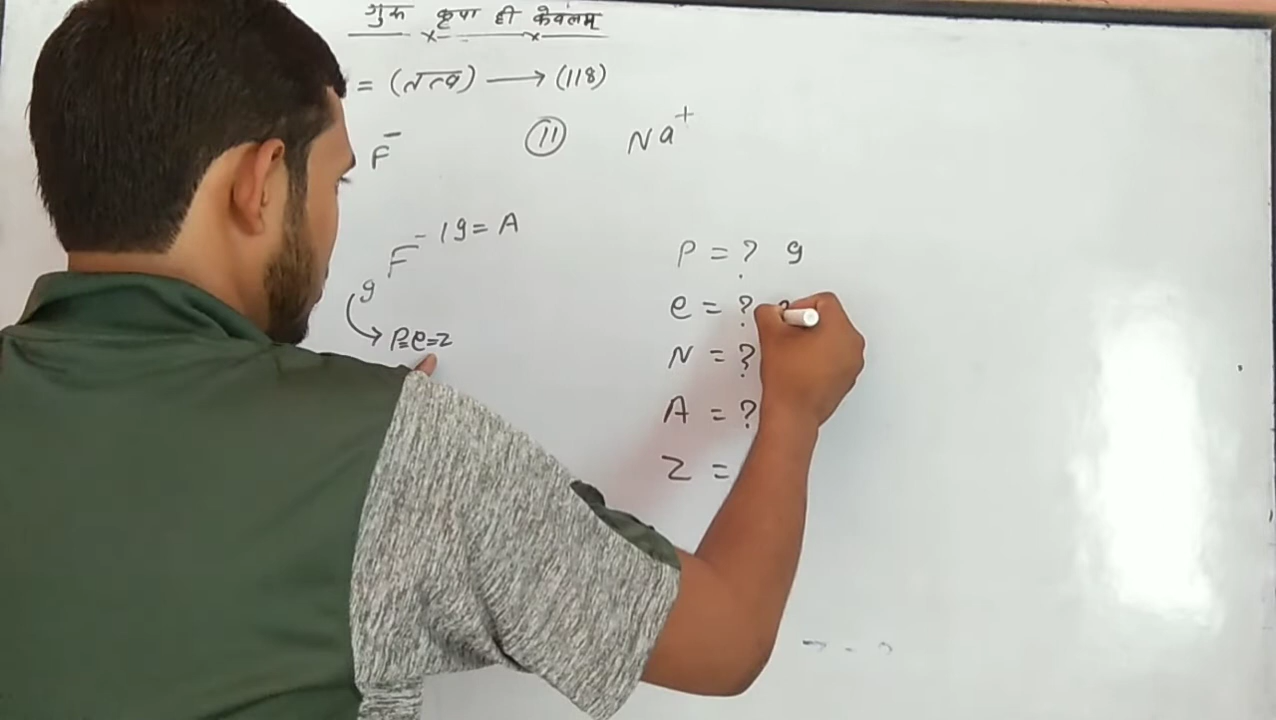 गुरू कृपा ही केवलम्
= (तत्व) → (118)
F⁻ (11) Na⁺
F⁻ 19 = A
9
→ P=e=Z
P = ? 9
e = ?
N = ?
A = ?
Z =